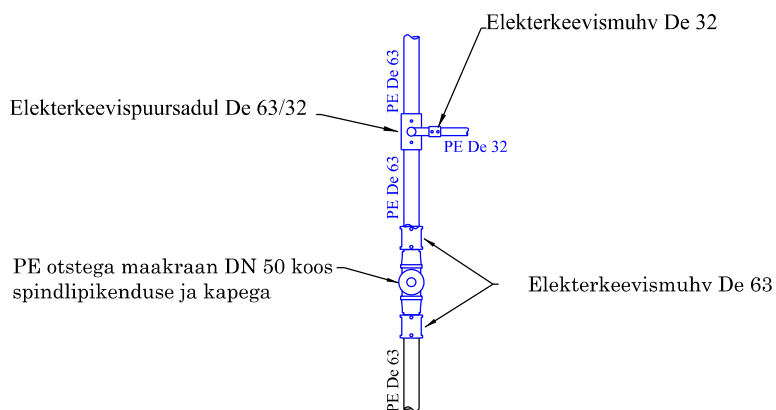 Elekterkeevismuhv De 32
PE De 63
Elekterkeevispuursadul De 63/32
PE De 32
PE De 63
PE otstega maakraan DN 50 koos
spindlipikenduse ja kapega
Elekterkeevismuhv De 63
PE De 63